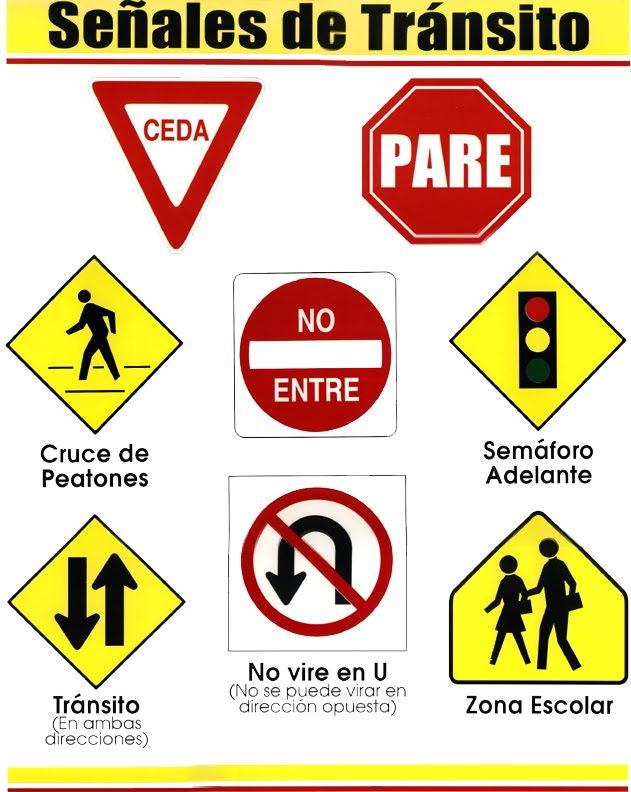 Señales de Tránsito
CEDA
PARE
NO
ENTRE
Cruce de
Peatones
Semáforo
Adelante
Tránsito
(En ambas
direcciones)
No vire en U
(No se puede virar en
dirección opuesta)
Zona Escolar